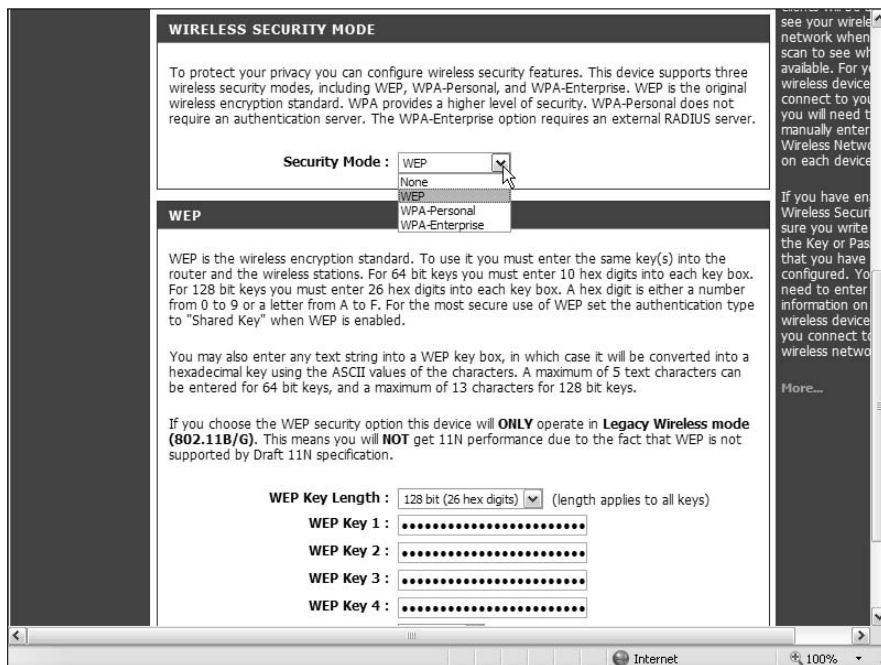 WIRELESS SECURITY MODE
To protect your privacy you can configure wireless security features. This device supports three
wireless security modes, including WEP, WPA-Personal, and WPA-Enterprise. WEP is the original
wireless encryption standard. WPA provides a higher level of security. WPA-Personal does not
require an authentication server. The WPA-Enterprise option requires an external RADIUS server.
Security Mode : WEP
None
WEP
WPA-Personal
WPA-Enterprise
WEP
WEP is the wireless encryption standard. To use it you must enter the same key(s) into the
router and the wireless stations. For 64 bit keys you must enter 10 hex digits into each key box.
For 128 bit keys you must enter 26 hex digits into each key box. A hex digit is either a number
from 0 to 9 or a letter from A to F. For the most secure use of WEP set the authentication type
to "Shared Key" when WEP is enabled.
You may also enter any text string into a WEP key box, in which case it will be converted into a
hexadecimal key using the ASCII values of the characters. A maximum of 5 text characters can
be entered for 64 bit keys, and a maximum of 13 characters for 128 bit keys.
If you choose the WEP security option this device will ONLY operate in Legacy Wireless mode
(802.11B/G). This means you will NOT get 11N performance due to the fact that WEP is not
supported by Draft 11N specification.
WEP Key Length : 128 bit (26 hex digits) (length applies to all keys)
WEP Key 1 :
WEP Key 2 :
WEP Key 3 :
WEP Key 4 :
see your wirele
network when
scan to see wh
available. For y
wireless device
connect to you
you will need t
manually enter
Wireless Netwo
on each device
If you have en
Wireless Securi
sure you write
the Key or Pas
that you have
configured. Yo
need to enter
information on
wireless device
you connect to
wireless netwo
More...
Internet
100%